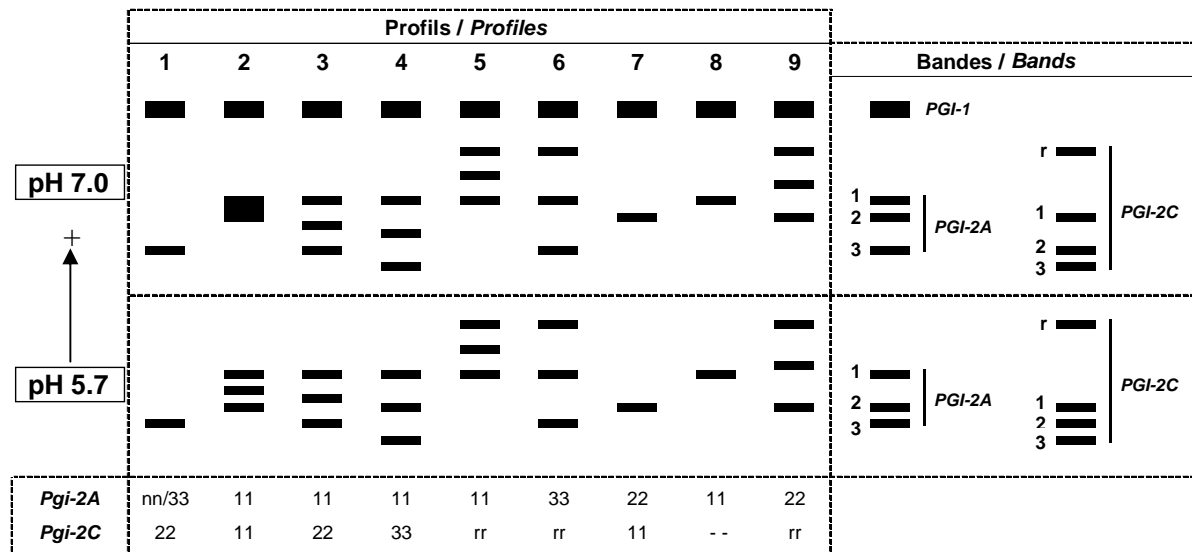 Profils / Profiles
1 2 3 4 5 6 7 8 9
Bandes / Bands
PGI-1
r
pH 7.0
1
2
3
PGI-2A
1
2
3
PGI-2C
+
r
pH 5.7
1
2
3
PGI-2A
1
2
3
PGI-2C
Pgi-2A nn/33 11 11 11 11 33 22 11 22
Pgi-2C 22 11 22 33 rr rr 11 - - rr